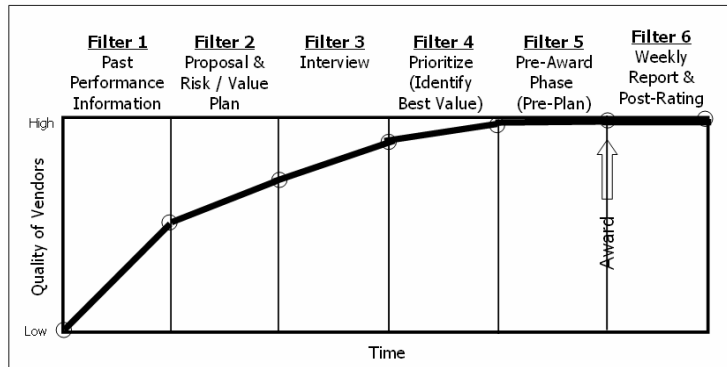 Filter 1
Past
Performance
Information
Filter 2
Proposal &
Risk / Value
Plan
Filter 3
Interview
Filter 4
Prioritize
(Identify
Best Value)
Filter 5
Pre-Award
Phase
(Pre-Plan)
Filter 6
Weekly
Report &
Post-Rating
High
Quality of Vendors
Low
Award
Time